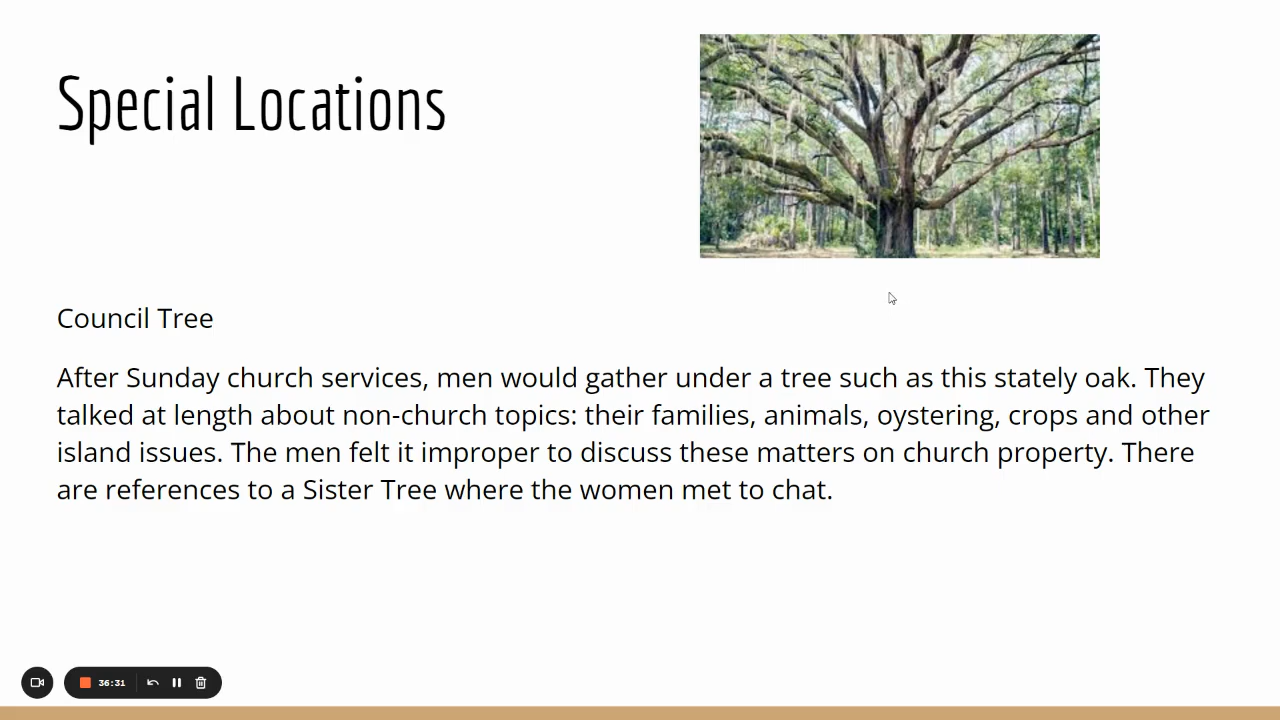 Special Locations
Council Tree
After Sunday church services, men would gather under a tree such as this stately oak. They
talked at length about non-church topics: their families, animals, oystering, crops and other
island issues. The men felt it improper to discuss these matters on church property. There
are references to a Sister Tree where the women met to chat.
36:31